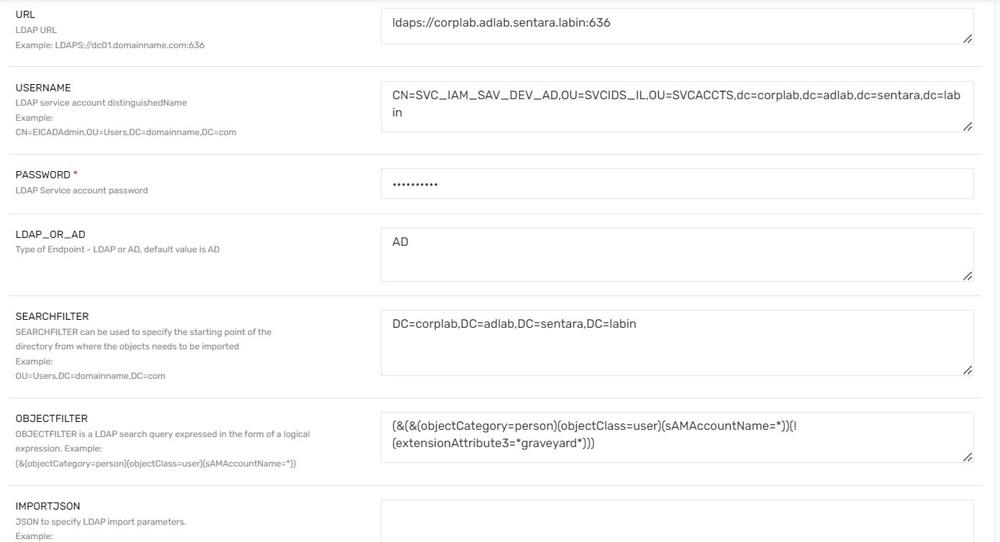 URL
LDAP URL
Example: LDAPS://dc01.domainname.com:636
ldaps://corplab.adlab.sentara.labin:636
USERNAME
LDAP service account distinguishedName
Example:
CN=EICADAdmin,OU=Users,DC=domainname,DC=com
CN=SVC_IAM_SAV_DEV_AD,OU=SVCIDS_IL,OU=SVCACCTS,dc=corplab,dc=adlab,dc=sentara,dc=lab
in
PASSWORD *
LDAP Service account password
••••••••••
LDAP_OR_AD
Type of Endpoint - LDAP or AD, default value is AD
AD
SEARCHFILTER
SEARCHFILTER can be used to specify the starting point of the
directory from where the objects needs to be imported
Example:
OU=Users,DC=domainname,DC=com
DC=corplab,DC=adlab,DC=sentara,DC=labin
OBJECTFILTER
OBJECTFILTER is a LDAP search query expressed in the form of a logical
expression. Example:
(&(objectCategory=person)(objectClass=user)(sAMAccountName=*))
(&(&(objectCategory=person)(objectClass=user)(sAMAccountName=*))(!
(extensionAttribute3=*graveyard*)))
IMPORTJSON
JSON to specify LDAP import parameters.
Example: